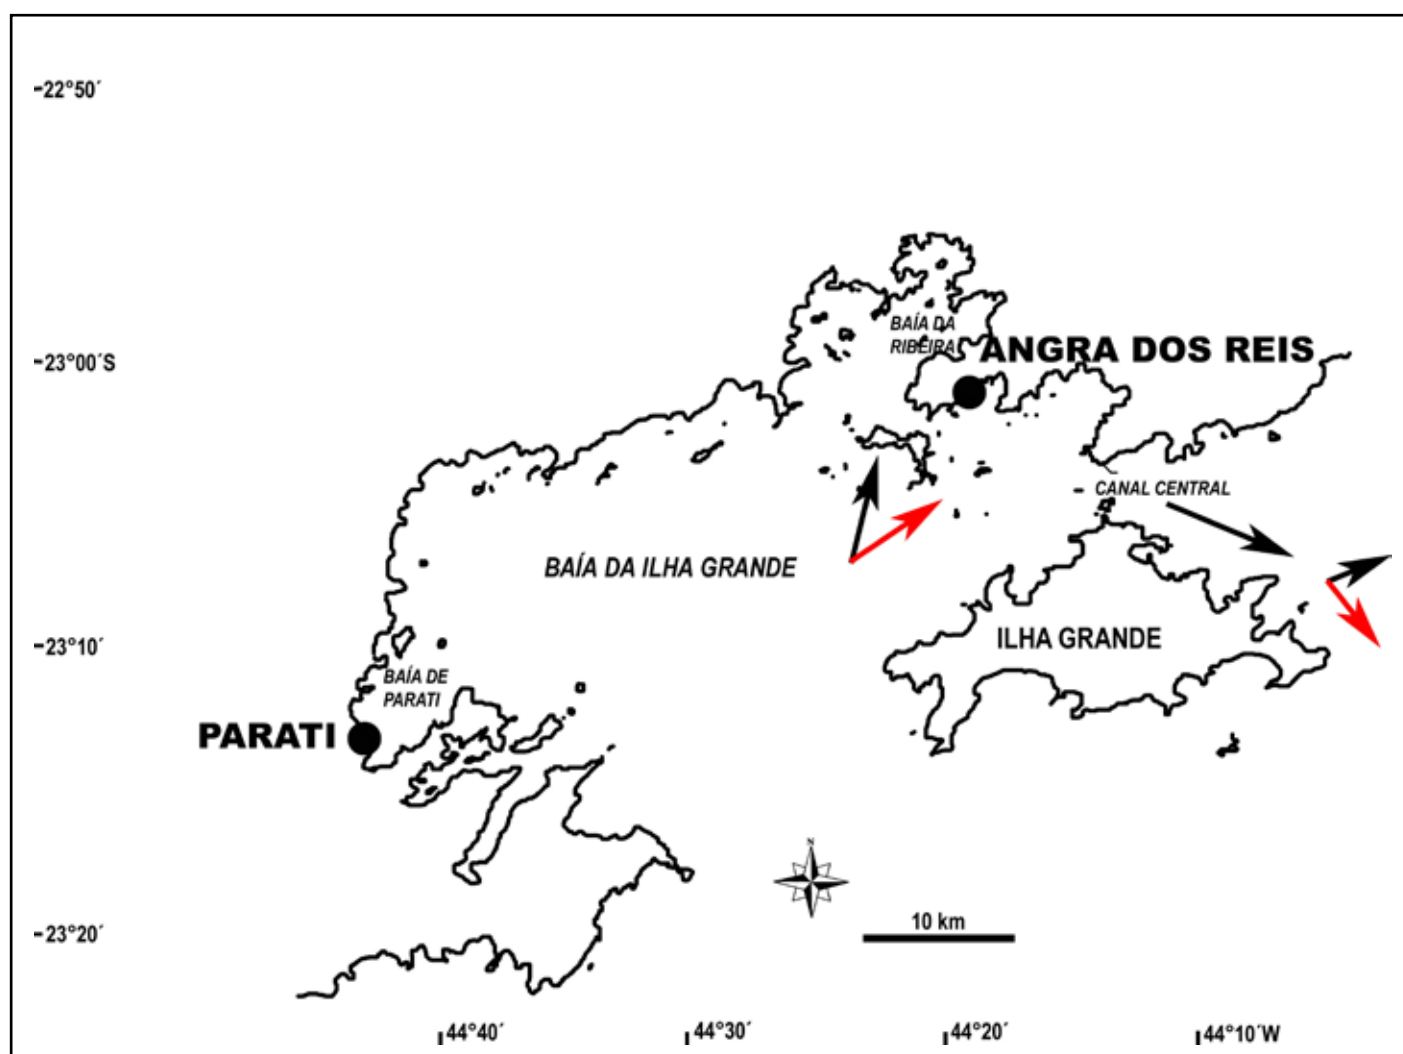 22°50´
BAÍA DA
RIBEIRA
ANGRA DOS REIS
23°00´S
CANAL CENTRAL
BAÍA DA ILHA GRANDE
ILHA GRANDE
23°10´
BAÍA DE
PARATI
PARATI
N
10 km
23°20´
44°40´
44°30´
44°20´
44°10´W